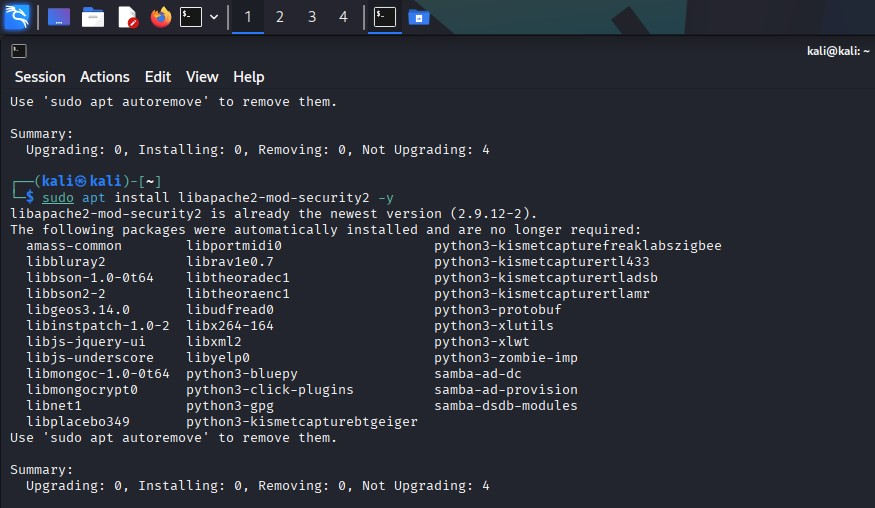 1 2 3 4
kali@kali: ~
Session Actions Edit View Help
Use 'sudo apt autoremove' to remove them.
Summary:
Upgrading: 0, Installing: 0, Removing: 0, Not Upgrading: 4
┌──(kali㉿kali)-[~]
└─$ sudo apt install libapache2-mod-security2 -y
libapache2-mod-security2 is already the newest version (2.9.12-2).
The following packages were automatically installed and are no longer required:
amass-common libportmidi0 python3-kismetcapturefreaklabszigbee
libbluray2 librav1e0.7 python3-kismetcapturertl433
libbson-1.0-0t64 libtheoradec1 python3-kismetcapturertladsb
libbson2-2 libtheoraenc1 python3-kismetcapturertlamr
libgeos3.14.0 libudfread0 python3-protobuf
libinstpatch-1.0-2 libx264-164 python3-xlutils
libjs-jquery-ui libxml2 python3-xlwt
libjs-underscore libyelp0 python3-zombie-imp
libmongoc-1.0-0t64 python3-bluepy samba-ad-dc
libmongocrypt0 python3-click-plugins samba-ad-provision
libnet1 python3-gpg samba-dsdb-modules
libplacebo349 python3-kismetcapturebtgeiger
Use 'sudo apt autoremove' to remove them.
Summary:
Upgrading: 0, Installing: 0, Removing: 0, Not Upgrading: 4